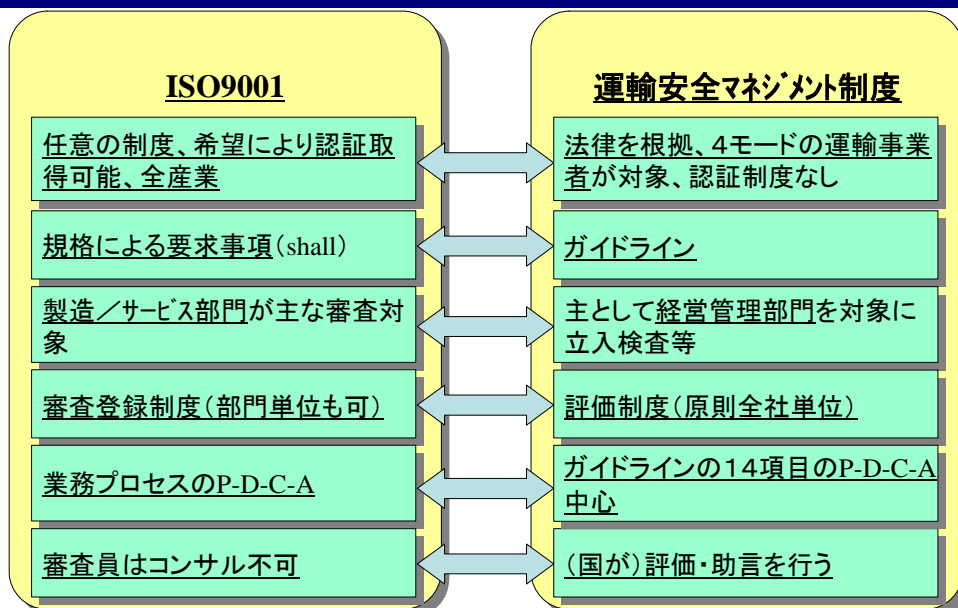 ISO9001
任意の制度、希望により認証取
得可能、全産業
規格による要求事項(shall)
製造／ｻｰﾋﾞｽ部門が主な審査対
象
審査登録制度(部門単位も可)
業務プロセスのP-D-C-A
審査員はコンサル不可
運輸安全ﾏﾈｼﾞﾒﾝﾄ制度
法律を根拠、４モードの運輸事業
者が対象、認証制度なし
ガイドライン
主として経営管理部門を対象に
立入検査等
評価制度(原則全社単位)
ガイドラインの１４項目のP-D-C-A
中心
(国が)評価・助言を行う